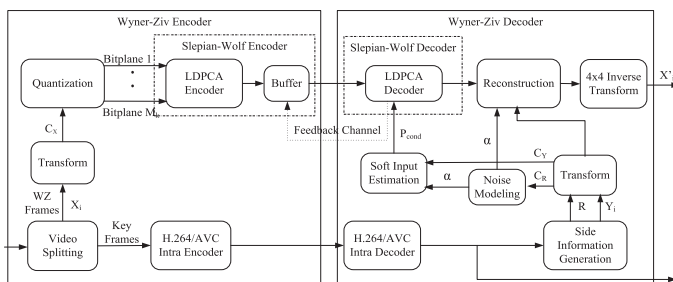 Wyner-Ziv Encoder
Wyner-Ziv Decoder
Slepian-Wolf Encoder
Slepian-Wolf Decoder
Bitplane 1
Quantization
LDPCA
Encoder
Buffer
LDPCA
Decoder
Reconstruction
4x4 Inverse
Transform
X'i
Bitplane Mk
Feedback Channel
CX
Pcond
α
Transform
Soft Input
Estimation
CY
α
Noise
Modeling
CR
Transform
WZ
Frames
Xi
R
Yi
Video
Splitting
Key
Frames
H.264/AVC
Intra Encoder
H.264/AVC
Intra Decoder
Side
Information
Generation